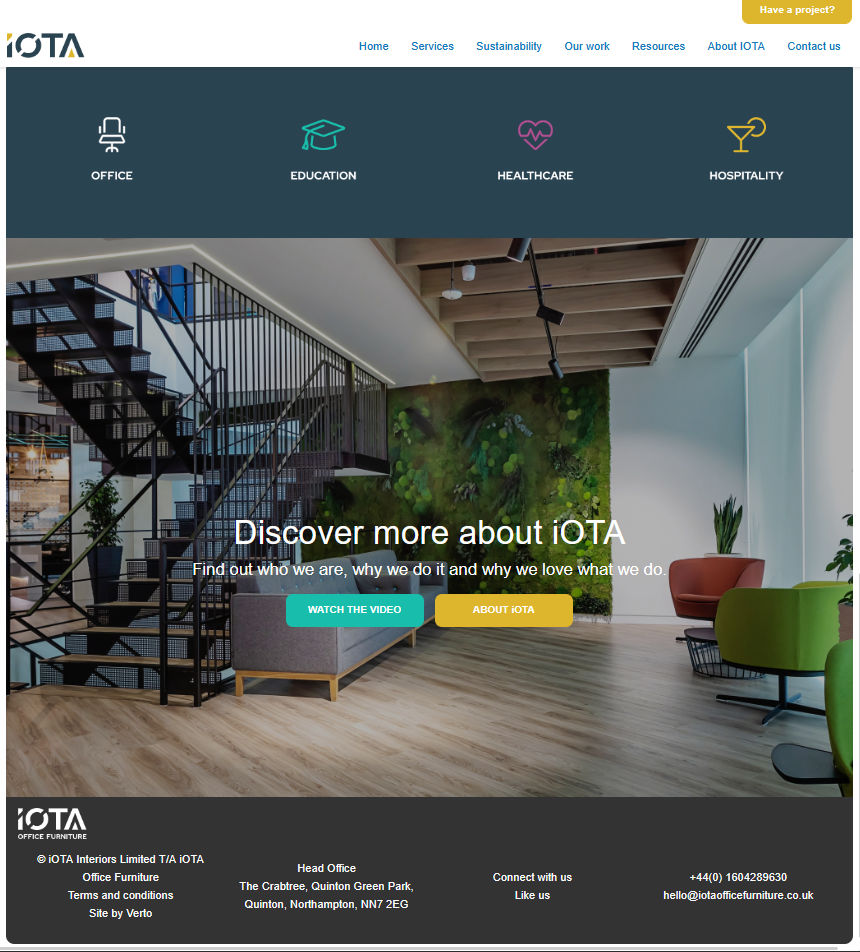 Have a project?
iOTA
Home Services Sustainability Our work Resources About IOTA Contact us
OFFICE EDUCATION HEALTHCARE HOSPITALITY
Discover more about iOTA
Find out who we are, why we do it and why we love what we do.
WATCH THE VIDEO ABOUT iOTA
iOTA
OFFICE FURNITURE
© iOTA Interiors Limited T/A iOTA
Office Furniture
Terms and conditions
Site by Verto
Head Office
The Crabtree, Quinton Green Park,
Quinton, Northampton, NN7 2EG
Connect with us
Like us
+44(0) 1604289630
hello@iotaofficefurniture.co.uk